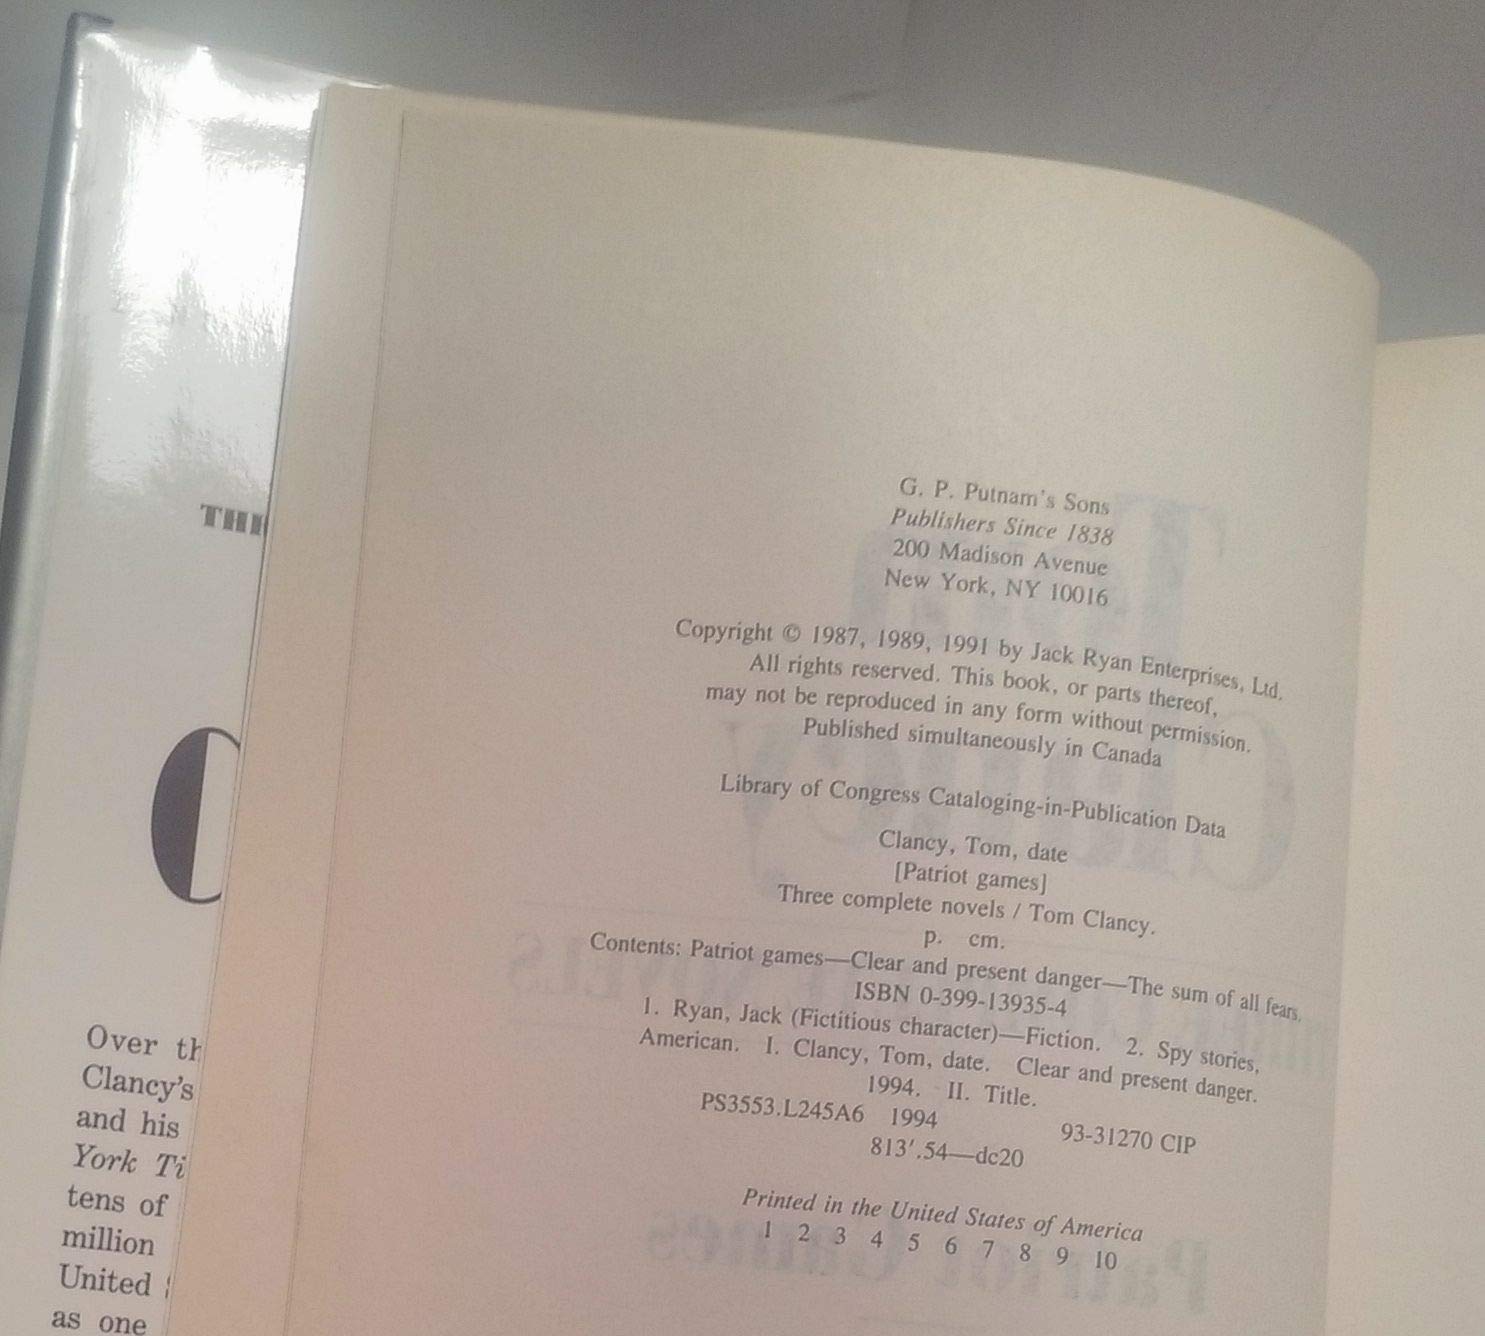 G. P. Putnam's Sons
Publishers Since 1838
200 Madison Avenue
New York, NY 10016
Copyright © 1987, 1989, 1991 by Jack Ryan Enterprises, Ltd.
All rights reserved. This book, or parts thereof,
may not be reproduced in any form without permission.
Published simultaneously in Canada
Library of Congress Cataloging-in-Publication Data
Clancy, Tom, date
[Patriot games]
Three complete novels / Tom Clancy.
p. cm.
Contents: Patriot games—Clear and present danger—The sum of all fears.
ISBN 0-399-13935-4
1. Ryan, Jack (Fictitious character)—Fiction. 2. Spy stories,
American. I. Clancy, Tom, date. Clear and present danger.
1994. II. Title.
PS3553.L245A6 1994 93-31270 CIP
813'.54—dc20
Printed in the United States of America
1 2 3 4 5 6 7 8 9 10
Over th
Clancy's
and his
York Ti
tens of
million
United
as one